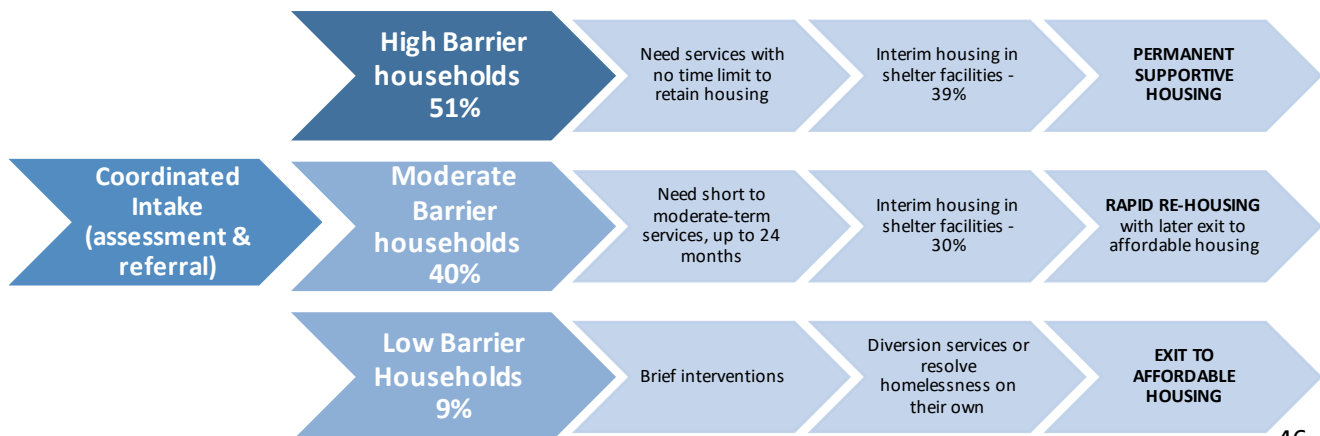 High Barrier
households
51%
Need services with
no time limit to
retain housing
Interim housing in
shelter facilities -
39%
PERMANENT
SUPPORTIVE
HOUSING
Coordinated
Intake
(assessment &
referral)
Moderate
Barrier
households
40%
Need short to
moderate-term
services, up to 24
months
Interim housing in
shelter facilities -
30%
RAPID RE-HOUSING
with later exit to
affordable housing
Low Barrier
Households
9%
Brief interventions
Diversion services or
resolve
homelessness on
their own
EXIT TO
AFFORDABLE
HOUSING